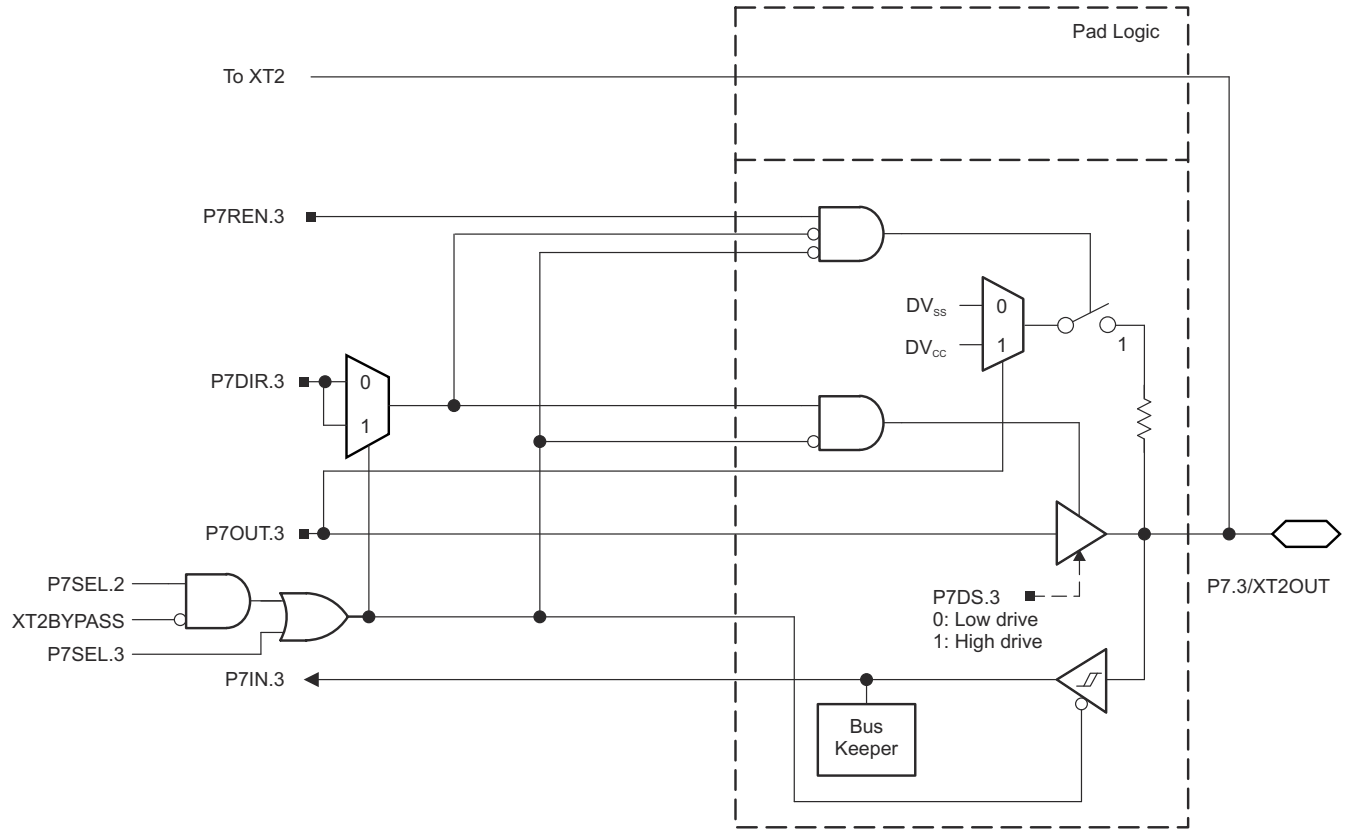 Pad Logic
To XT2
P7REN.3
DVSS
0
DVCC
1
1
P7DIR.3
0
1
P7OUT.3
P7SEL.2
XT2BYPASS
P7SEL.3
P7.3/XT2OUT
P7DS.3
0: Low drive
1: High drive
P7IN.3
Bus
Keeper